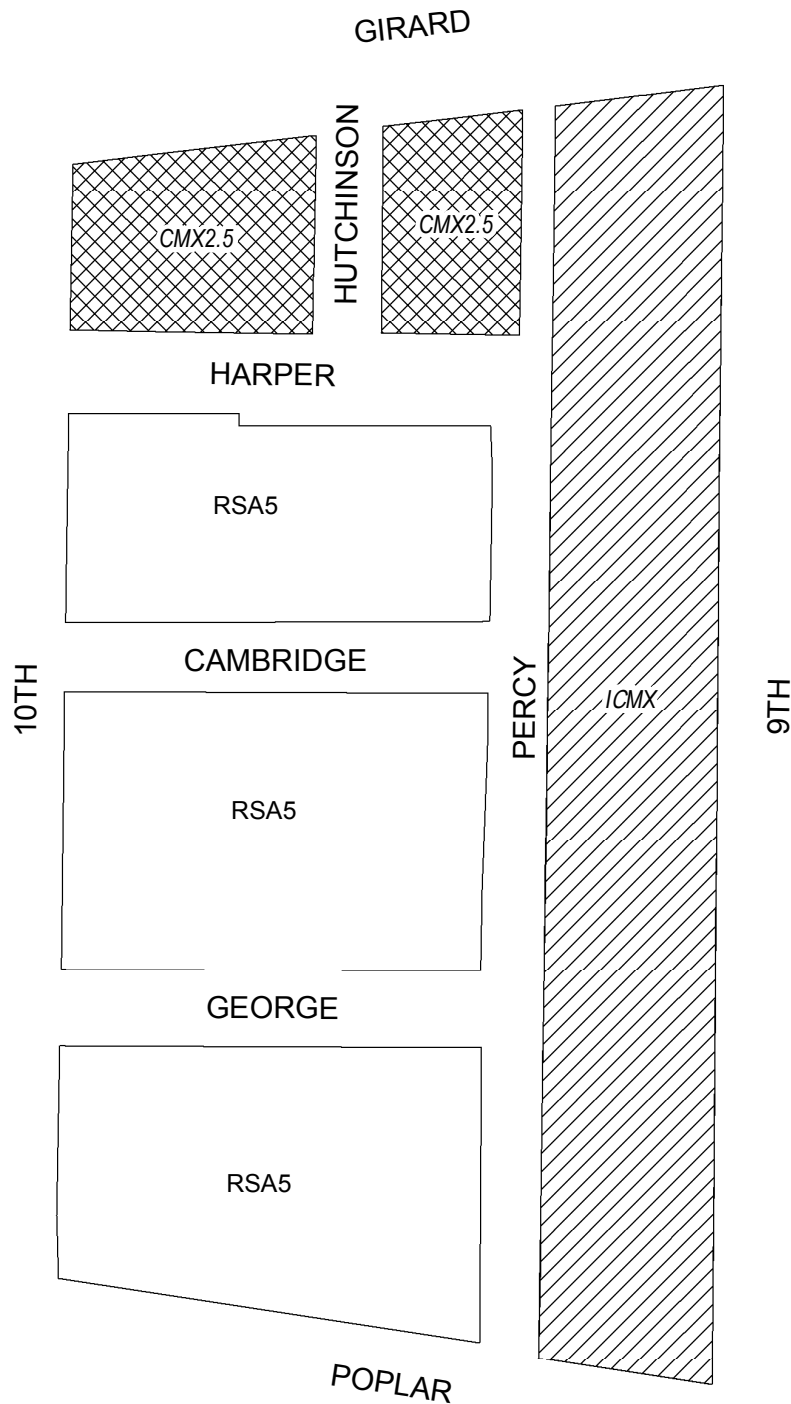 GIRARD
HUTCHINSON
CMX2.5
CMX2.5
HARPER
RSA5
CAMBRIDGE
10TH
PERCY
ICMX
9TH
RSA5
GEORGE
RSA5
POPLAR